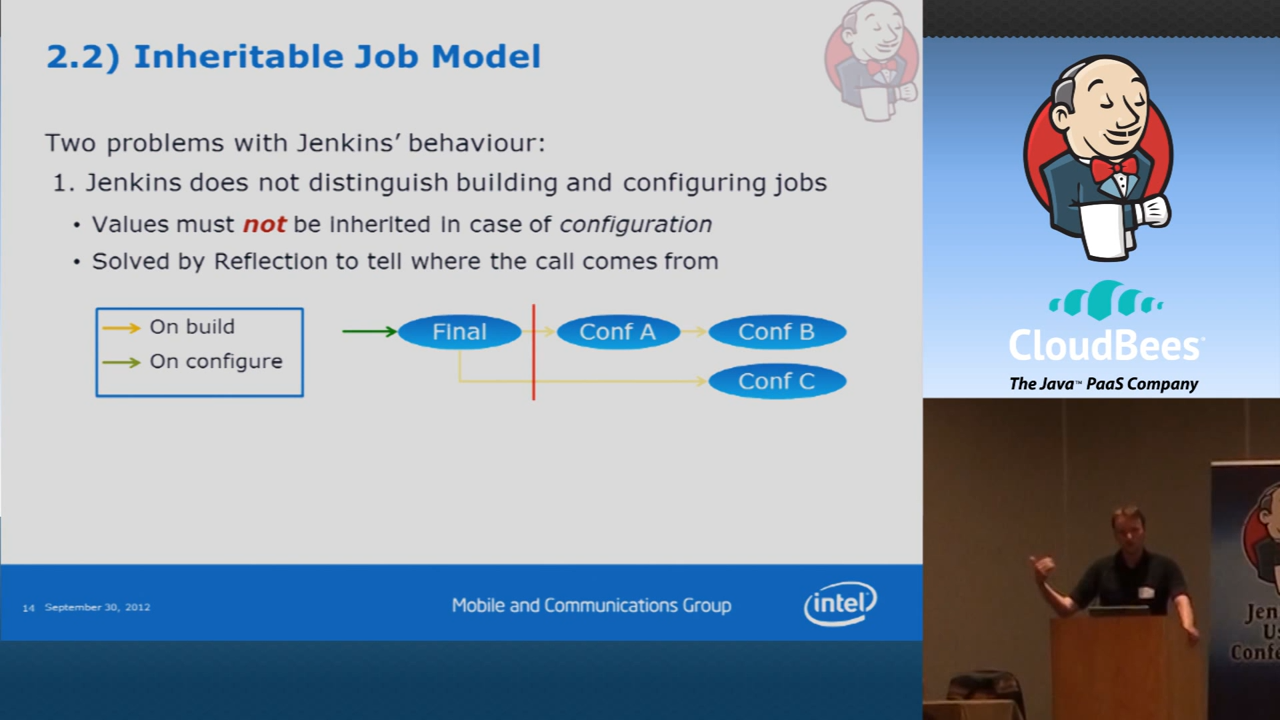 2.2) Inheritable Job Model
Two problems with Jenkins’ behaviour:
1. Jenkins does not distinguish building and configuring jobs
• Values must not be inherited in case of configuration
• Solved by Reflection to tell where the call comes from
On build
On configure
Final
Conf A
Conf B
Conf C
14 September 30, 2012
Mobile and Communications Group
intel
CloudBees
The Java™ PaaS Company